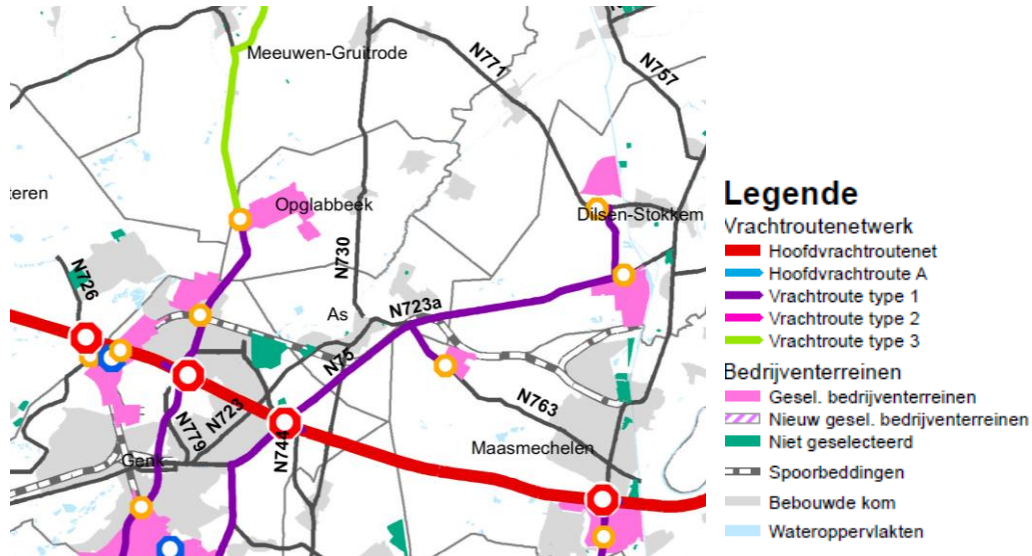 Meeuwen-Gruitrode
N771
N757
teren
Opglabbeek
Dilsen-Stokkem
N730
N726
N723a
As
N75
N723
N763
N779
N744
Maasmechelen
Genk
Legende
Vrachtroutenetwerk
Hoofdvrachtroutenet
Hoofdvrachtroute A
Vrachtroute type 1
Vrachtroute type 2
Vrachtroute type 3
Bedrijventerreinen
Gesel. bedrijventerreinen
Nieuw gesel. bedrijventerreinen
Niet geselecteerd
Spoorbeddingen
Bebouwde kom
Wateroppervlakten